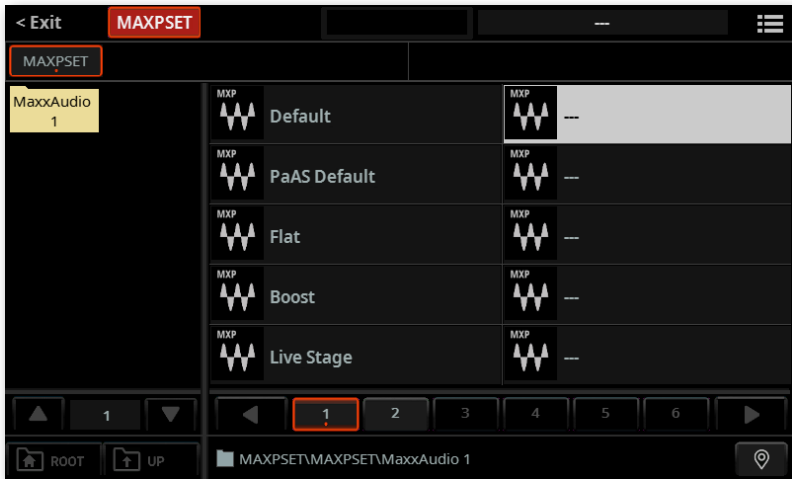 < Exit MAXPSET ---
MAXPSET
MaxxAudio
1
MXP Default MXP ---
MXP PaAS Default MXP ---
MXP Flat MXP ---
MXP Boost MXP ---
MXP Live Stage MXP ---
1 1 2 3 4 5 6
ROOT UP MAXPSET\MAXPSET\MaxxAudio 1